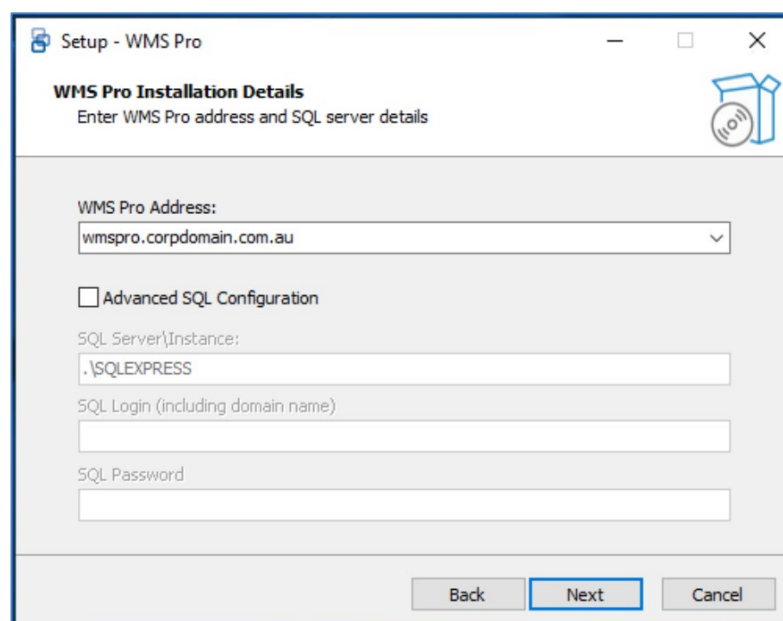 Setup - WMS Pro
WMS Pro Installation Details
Enter WMS Pro address and SQL server details
WMS Pro Address:
wmspro.corpdomain.com.au
Advanced SQL Configuration
SQL Server\Instance:
.\SQLEXPRESS
SQL Login (including domain name)
SQL Password
Back Next Cancel